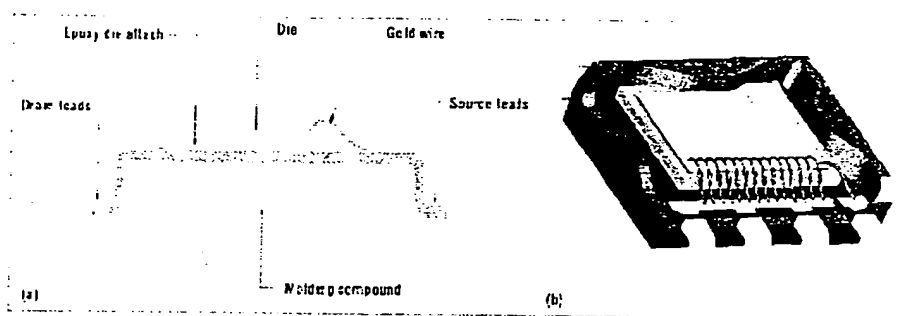 Epoxy die attach
Die
Gold wire
Drain leads
Source leads
Molding compound
(a)
(b)